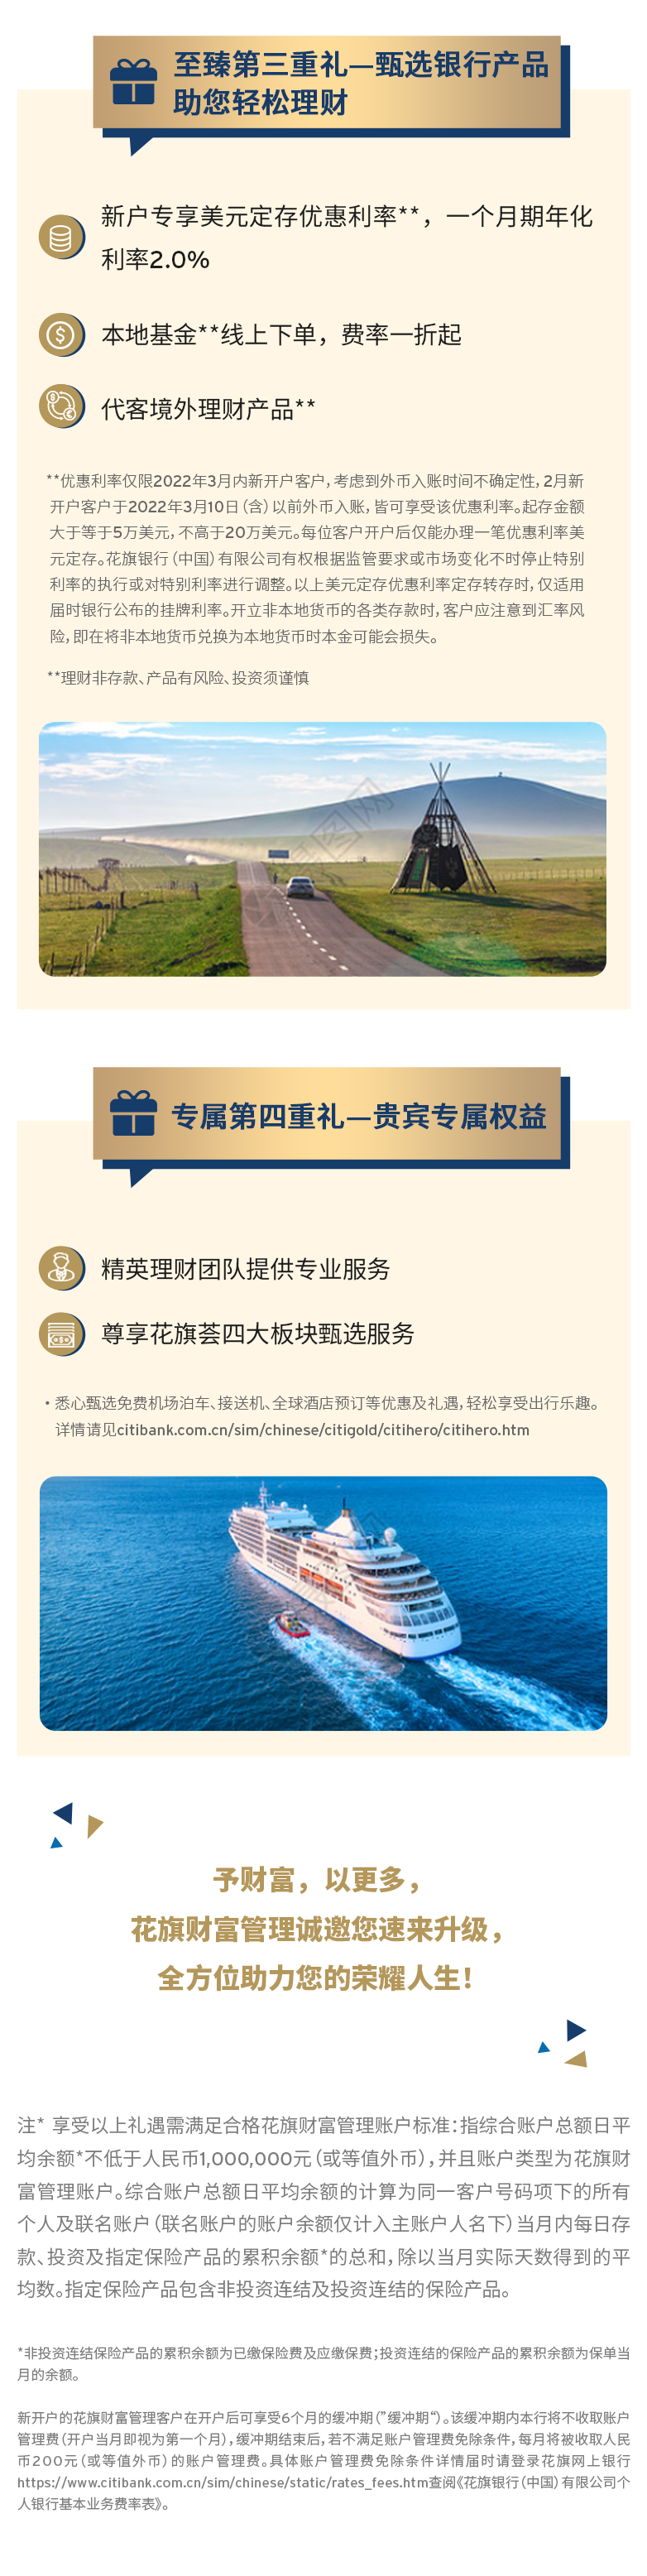 至臻第三重礼—甄选银行产品
助您轻松理财
新户专享美元定存优惠利率**，一个月期年化
利率2.0%
本地基金**线上下单，费率一折起
代客境外理财产品**
**优惠利率仅限2022年3月内新开户客户，考虑到外币入账时间不确定性，2月新
开户客户于2022年3月10日（含）以前外币入账，皆可享受该优惠利率。起存金额
大于等于5万美元，不高于20万美元。每位客户开户后仅能办理一笔优惠利率美
元定存。花旗银行（中国）有限公司有权根据监管要求或市场变化不时停止特别
利率的执行或对特别利率进行调整。以上美元定存优惠利率定存转存时，仅适用
届时银行公布的挂牌利率。开立非本地货币的各类存款时，客户应注意到汇率风
险，即在将非本地货币兑换为本地货币时本金可能会损失。
**理财非存款、产品有风险、投资须谨慎
专属第四重礼—贵宾专属权益
精英理财团队提供专业服务
尊享花旗荟四大板块甄选服务
• 悉心甄选免费机场泊车、接送机、全球酒店预订等优惠及礼遇，轻松享受出行乐趣。
详情请见citibank.com.cn/sim/chinese/citigold/citihero/citihero.htm
予财富，以更多，
花旗财富管理诚邀您速来升级，
全方位助力您的荣耀人生！
注* 享受以上礼遇需满足合格花旗财富管理账户标准：指综合账户总额日平
均余额*不低于人民币1,000,000元（或等值外币），并且账户类型为花旗财
富管理账户。综合账户总额日平均余额的计算为同一客户号码项下的所有
个人及联名账户（联名账户的账户余额仅计入主账户人名下）当月内每日存
款、投资及指定保险产品的累积余额*的总和，除以当月实际天数得到的平
均数。指定保险产品包含非投资连结及投资连结的保险产品。
*非投资连结保险产品的累积余额为已缴保险费及应缴保费；投资连结的保险产品的累积余额为保单当
月的余额。
新开户的花旗财富管理客户在开户后可享受6个月的缓冲期（”缓冲期“）。该缓冲期内本行将不收取账户
管理费（开户当月即视为第一个月），缓冲期结束后，若不满足账户管理费免除条件，每月将被收取人民
币200元（或等值外币）的账户管理费。具体账户管理费免除条件详情届时请登录花旗网上银行
https://www.citibank.com.cn/sim/chinese/static/rates_fees.htm查阅《花旗银行（中国）有限公司个
人银行基本业务费率表》。